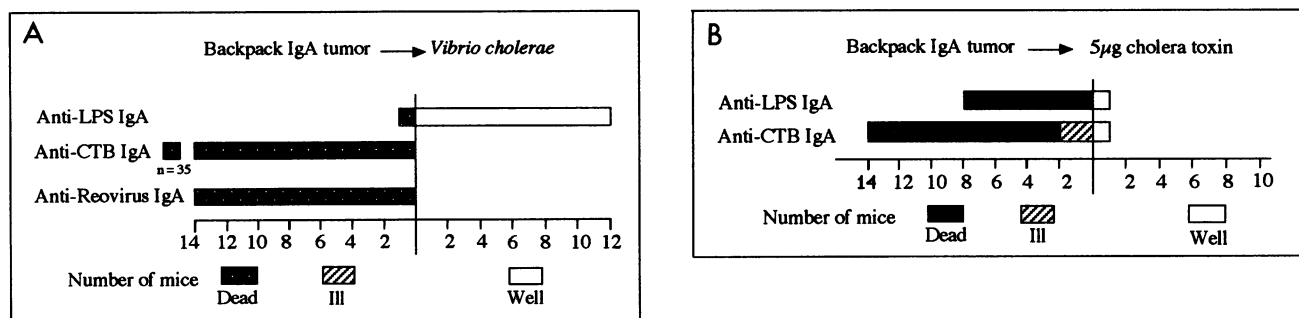 A
Backpack IgA tumor → Vibrio cholerae
Anti-LPS IgA
Anti-CTB IgA
n = 35
Anti-Reovirus IgA
14 12 10 8 6 4 2 2 4 6 8 10 12
Number of mice
Dead Ill Well
B
Backpack IgA tumor → 5µg cholera toxin
Anti-LPS IgA
Anti-CTB IgA
14 12 10 8 6 4 2 2 4 6 8 10
Number of mice
Dead Ill Well